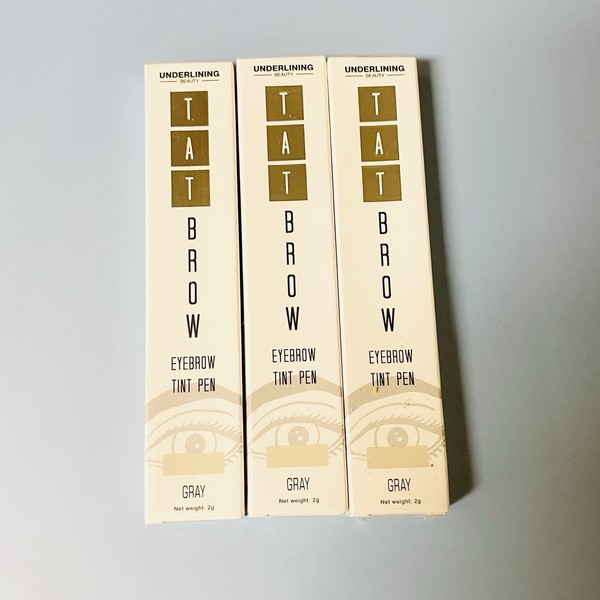 UNDERLINING
BEAUTY
T
A
T
B
R
O
W
EYEBROW
TINT PEN
GRAY
Net weight: 2g
UNDERLINING
BEAUTY
T
A
T
B
R
O
W
EYEBROW
TINT PEN
GRAY
Net weight: 2g
UNDERLINING
BEAUTY
T
A
T
B
R
O
W
EYEBROW
TINT PEN
GRAY
Net weight: 2g